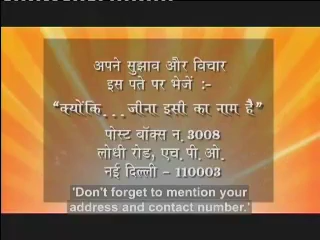 अपने सुझाव और विचार
इस पते पर भेजें :-
“क्योंकि...जीना इसी का नाम है”
पोस्ट बॉक्स न. 3008
लोधी रोड, एच.पी.ओ.
नई दिल्ली - 110003
'Don't forget to mention your
address and contact number.'